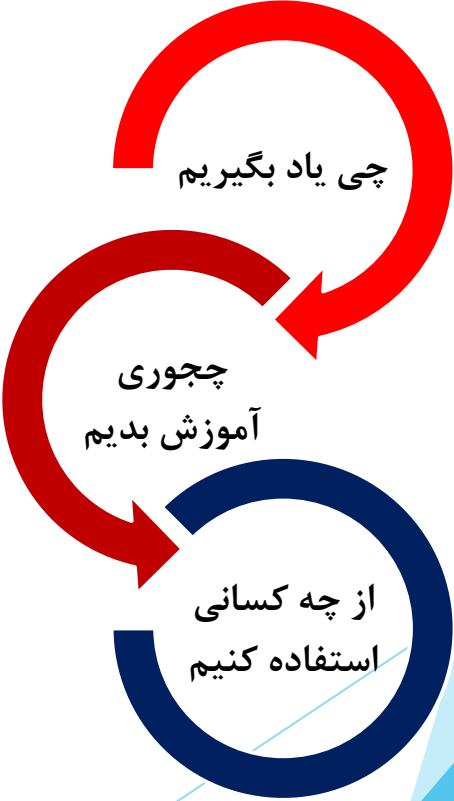 چی یاد بگیریم
چجوری
آموزش بدیم
از چه کسانی
استفاده کنیم